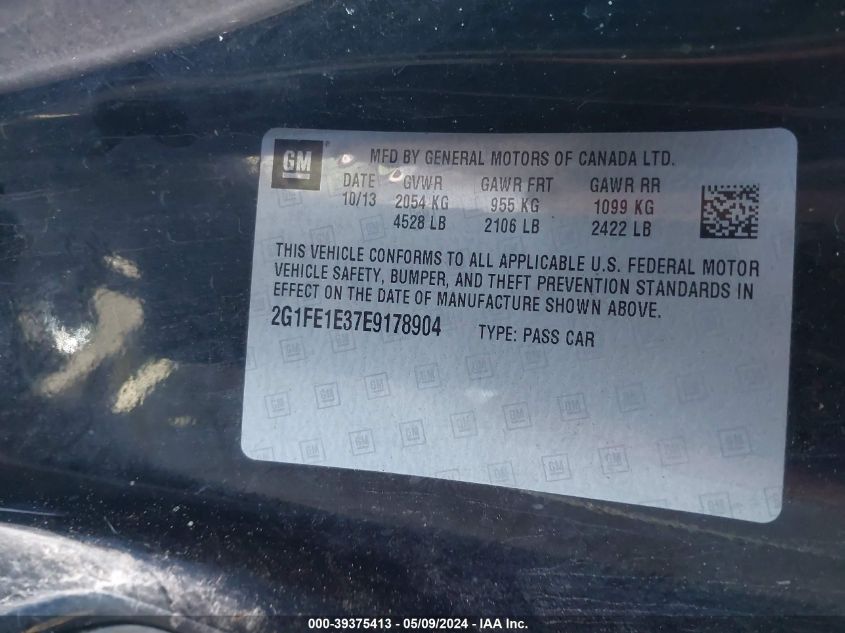 GM ® MFD BY GENERAL MOTORS OF CANADA LTD.
DATE GVWR GAWR FRT GAWR RR
10/13 2054 KG 955 KG 1099 KG
4528 LB 2106 LB 2422 LB
THIS VEHICLE CONFORMS TO ALL APPLICABLE U.S. FEDERAL MOTOR
VEHICLE SAFETY, BUMPER, AND THEFT PREVENTION STANDARDS IN
EFFECT ON THE DATE OF MANUFACTURE SHOWN ABOVE.
2G1FE1E37E9178904 TYPE: PASS CAR
000-39375413 - 05/09/2024 - IAA Inc.